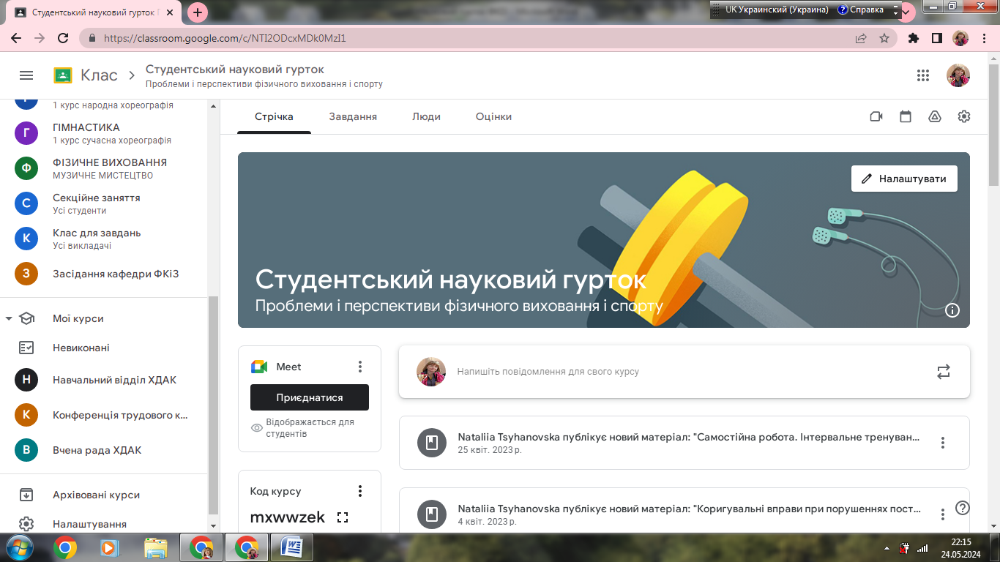 Студентський науковий гурток Г
UK Украинский (Украина)
Справка
https://classroom.google.com/c/NTI2ODcxMDk0MzI1
Клас
Студентський науковий гурток
Проблеми і перспективи фізичного виховання і спорту
1 курс народна хореографія
Г
ГІМНАСТИКА
1 курс сучасна хореографія
Ф
ФІЗИЧНЕ ВИХОВАННЯ
МУЗИЧНЕ МИСТЕЦТВО
С
Секційне заняття
Усі студенти
К
Клас для завдань
Усі викладачі
З
Засідання кафедри ФКіЗ
Мої курси
Невиконані
Н
Навчальний відділ ХДАК
К
Конференція трудового к...
В
Вчена рада ХДАК
Архівовані курси
Налаштування
Стрічка
Завдання
Люди
Оцінки
Налаштувати
Студентський науковий гурток
Проблеми і перспективи фізичного виховання і спорту
Meet
Приєднатися
Відображається для
студентів
Код курсу
mxwwzek
Напишіть повідомлення для свого курсу
Nataliia Tsyhanovska публікує новий матеріал: "Самостійна робота. Інтервальне тренуван...
25 квіт. 2023 р.
Nataliia Tsyhanovska публікує новий матеріал: "Коригувальні вправи при порушеннях пост...
4 квіт. 2023 р.
22:15
24.05.2024